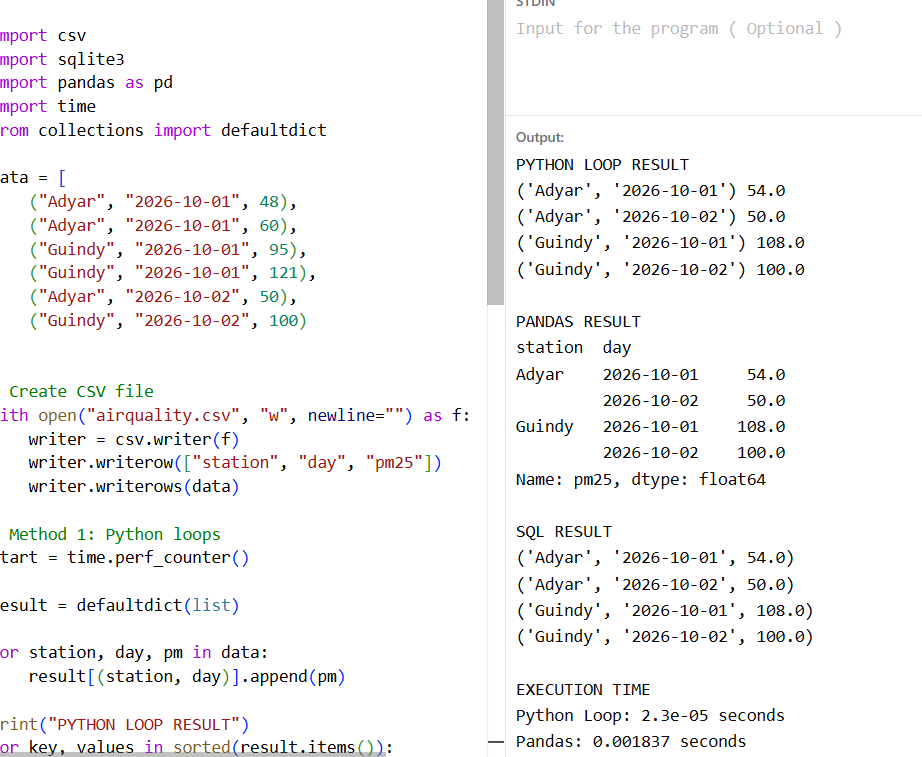 mport csv
mport sqlite3
mport pandas as pd
mport time
rom collections import defaultdict
ata = [
("Adyar", "2026-10-01", 48),
("Adyar", "2026-10-01", 60),
("Guindy", "2026-10-01", 95),
("Guindy", "2026-10-01", 121),
("Adyar", "2026-10-02", 50),
("Guindy", "2026-10-02", 100)
Create CSV file
ith open("airquality.csv", "w", newline="") as f:
writer = csv.writer(f)
writer.writerow(["station", "day", "pm25"])
writer.writerows(data)
Method 1: Python loops
tart = time.perf_counter()
esult = defaultdict(list)
or station, day, pm in data:
result[(station, day)].append(pm)
rint("PYTHON LOOP RESULT")
or key, values in sorted(result.items()):
STDIN
Input for the program ( Optional )
Output:
PYTHON LOOP RESULT
('Adyar', '2026-10-01') 54.0
('Adyar', '2026-10-02') 50.0
('Guindy', '2026-10-01') 108.0
('Guindy', '2026-10-02') 100.0
PANDAS RESULT
station  day
Adyar    2026-10-01     54.0
2026-10-02     50.0
Guindy   2026-10-01    108.0
2026-10-02    100.0
Name: pm25, dtype: float64
SQL RESULT
('Adyar', '2026-10-01', 54.0)
('Adyar', '2026-10-02', 50.0)
('Guindy', '2026-10-01', 108.0)
('Guindy', '2026-10-02', 100.0)
EXECUTION TIME
Python Loop: 2.3e-05 seconds
Pandas: 0.001837 seconds